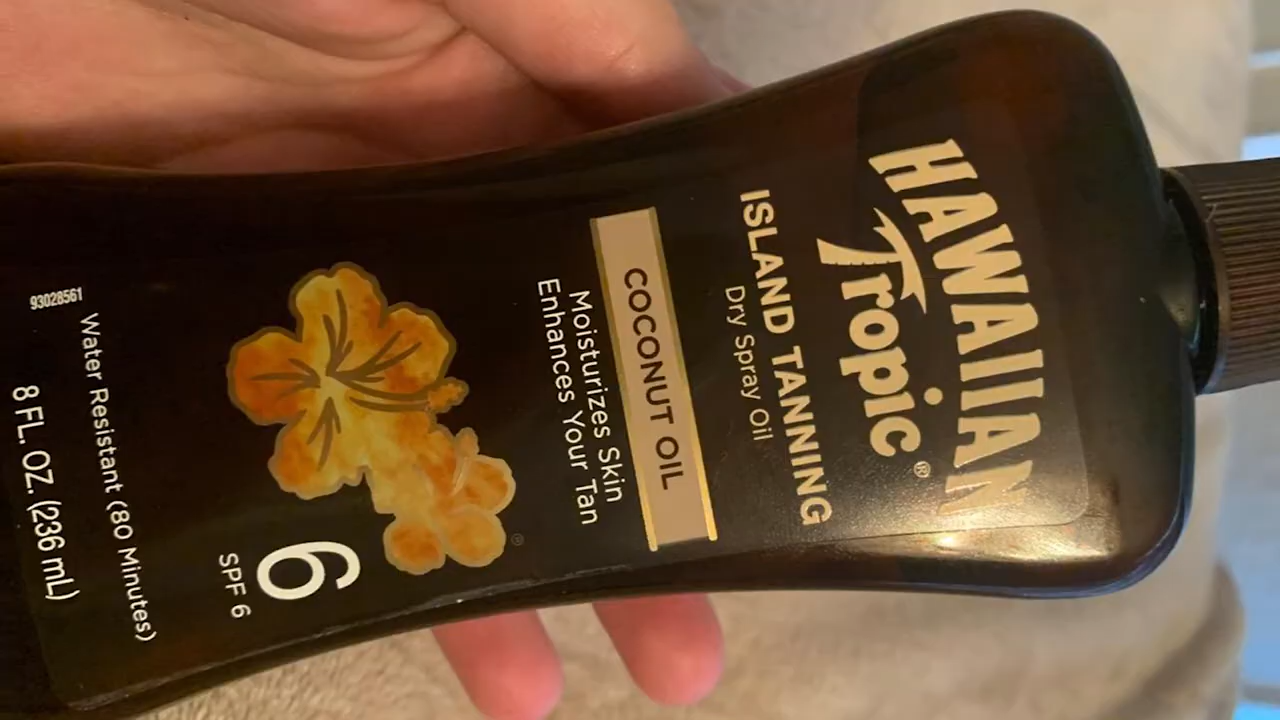 HAWAIIAN
Tropic®
ISLAND TANNING
Dry Spray Oil
COCONUT OIL
Moisturizes Skin
Enhances Your Tan
®
6
SPF 6
93028561
Water Resistant (80 Minutes)
8 FL. OZ. (236 mL)